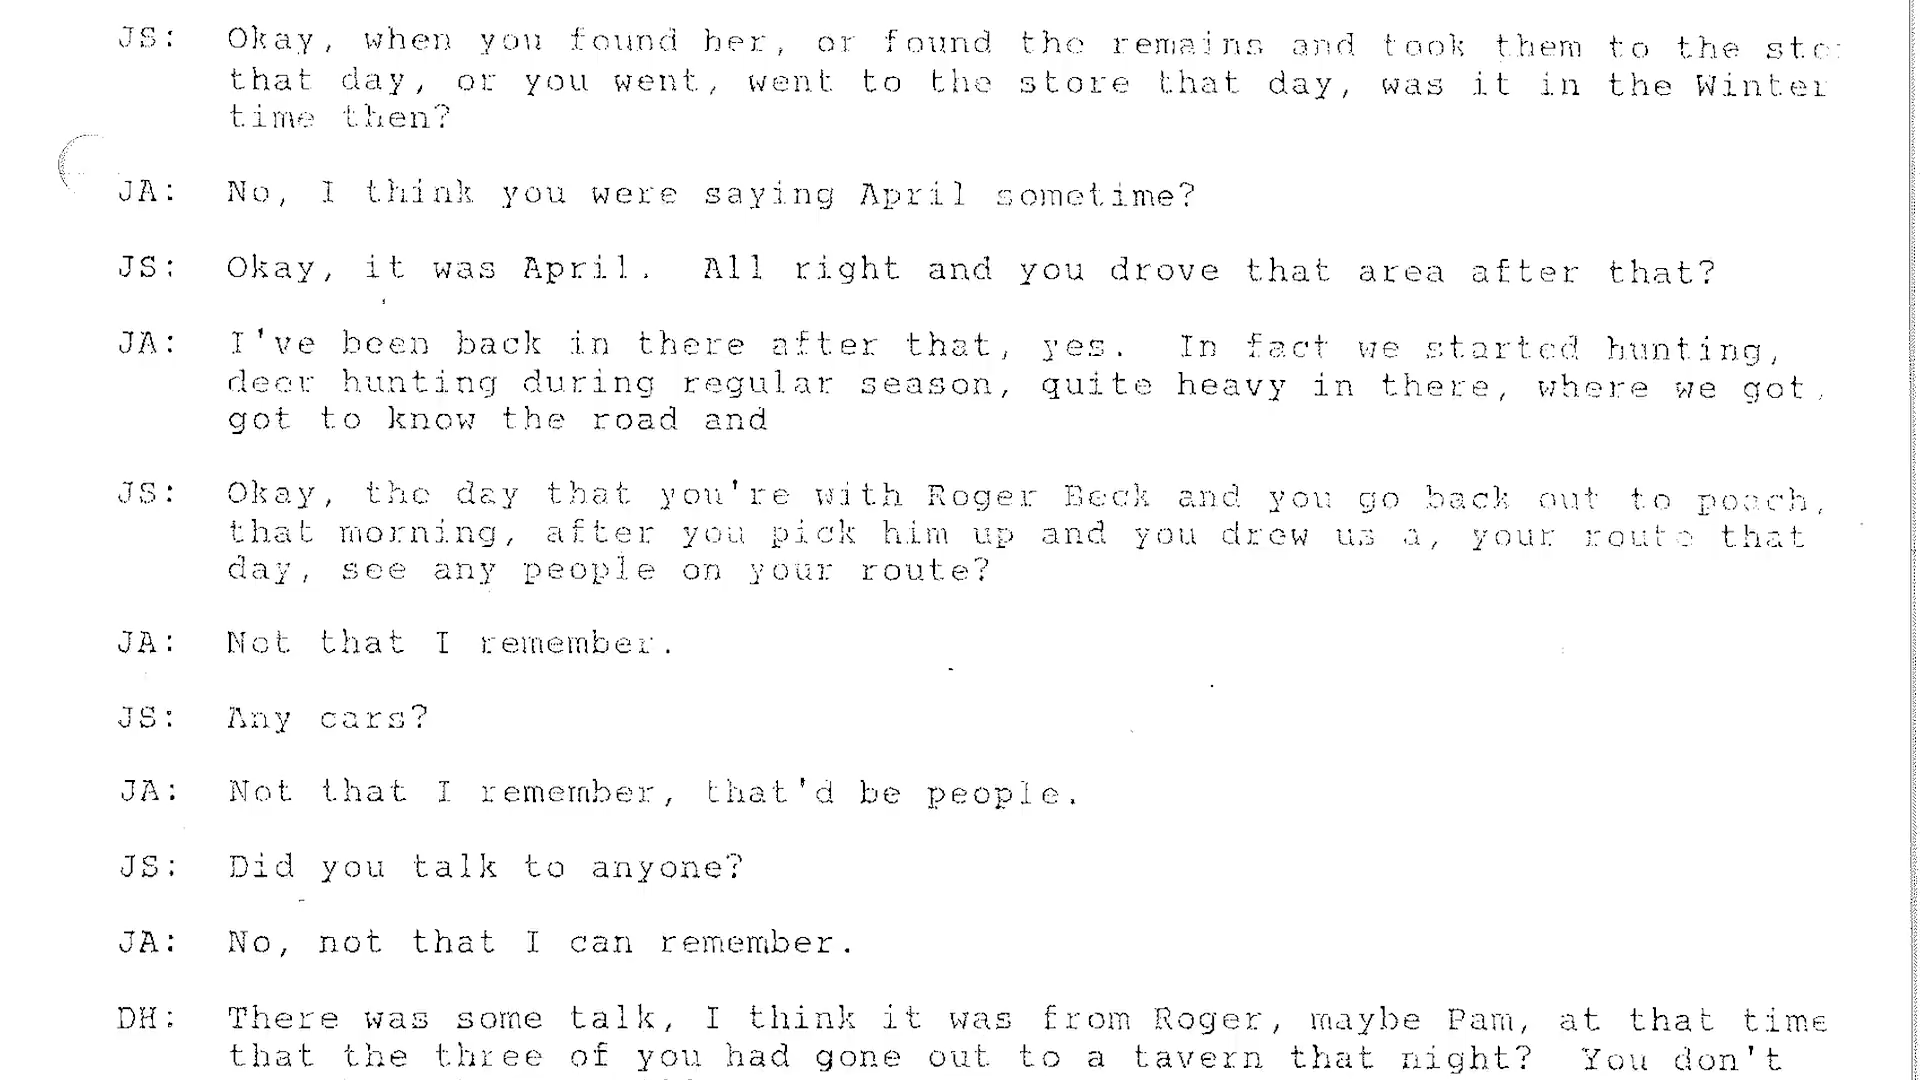 JS: Okay, when you found her, or found the remains and took them to the
that day, or you went, went to the store that day, was it in the Winter
time then?
JA: No, I think you were saying April sometime?
JS: Okay, it was April. All right and you drove that area after that?
JA: I've been back in there after that, yes. In fact we started hunting,
deer hunting during regular season, quite heavy in there, where we got,
got to know the road and
JS: Okay, the day that you're with Roger Beck and you go back out to poach,
that morning, after you pick him up and you drew us a, your route that
day, see any people on your route?
JA: Not that I remember.
JS: Any cars?
JA: Not that I remember, that'd be people.
JS: Did you talk to anyone?
JA: No, not that I can remember.
DH: There was some talk, I think it was from Roger, maybe Pam, at that time
that the three of you had gone out to a tavern that night? You don't